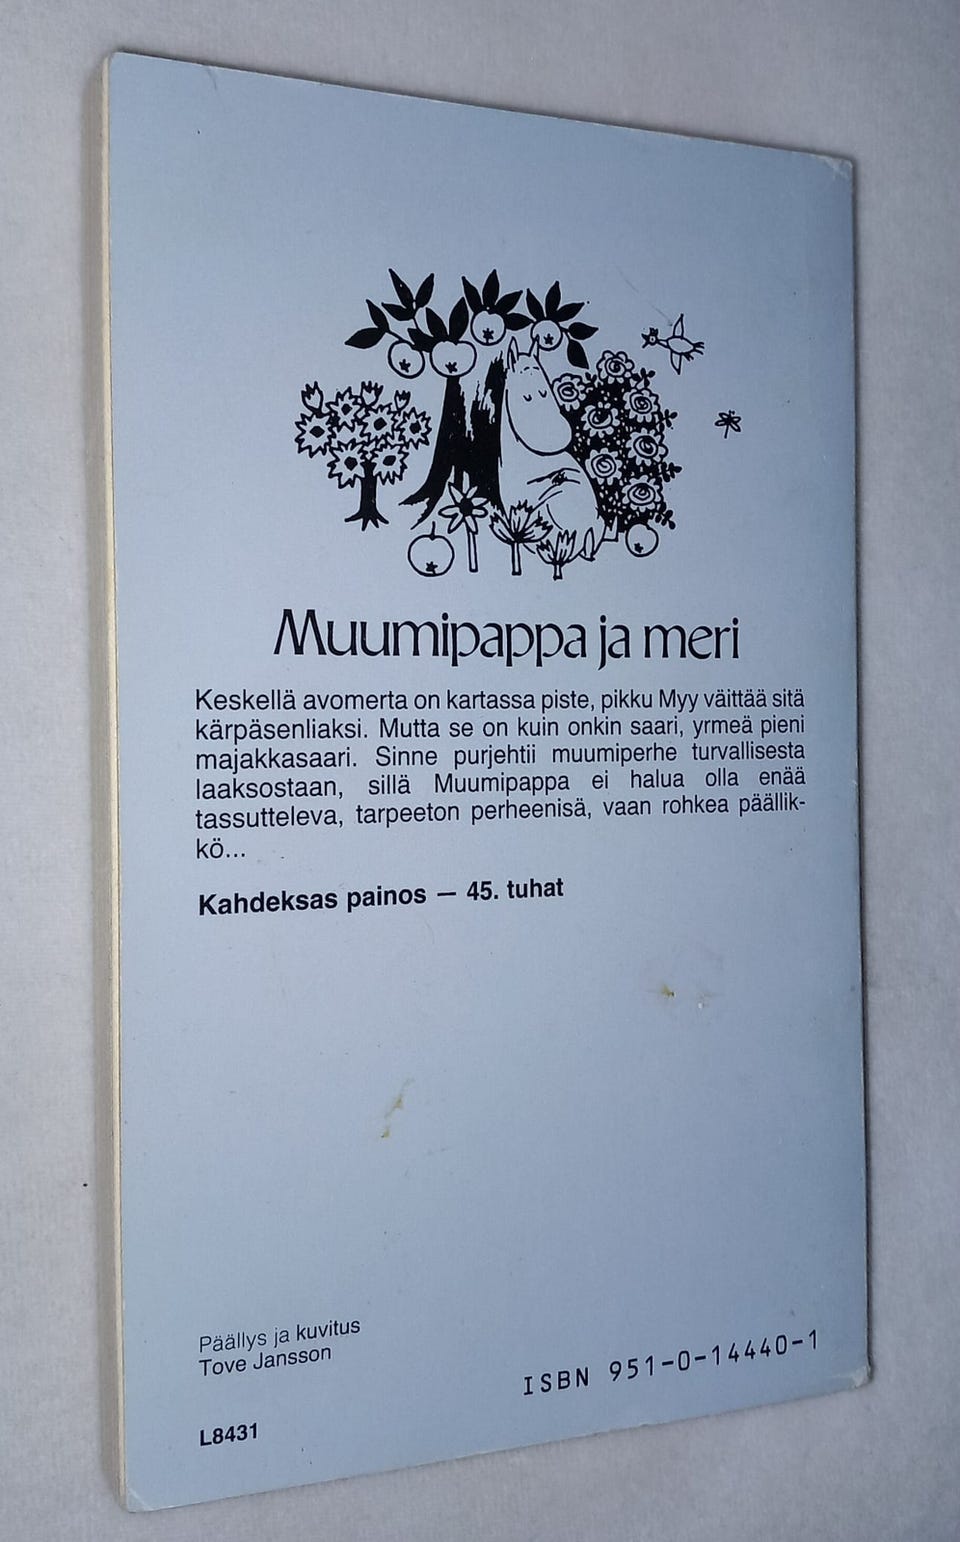 Muumipappa ja meri
Keskellä avomerta on kartassa piste, pikku Myy väittää sitä
kärpäsenliaksi. Mutta se on kuin onkin saari, yrmeä pieni
majakkasaari. Sinne purjehtii muumiperhe turvallisesta
laaksostaan, sillä Muumipappa ei halua olla enää
tassutteleva, tarpeeton perheenisä, vaan rohkea päällik-
kö...
Kahdeksas painos — 45. tuhat
Päällys ja kuvitus
Tove Jansson
ISBN 951-0-14440-1
L8431